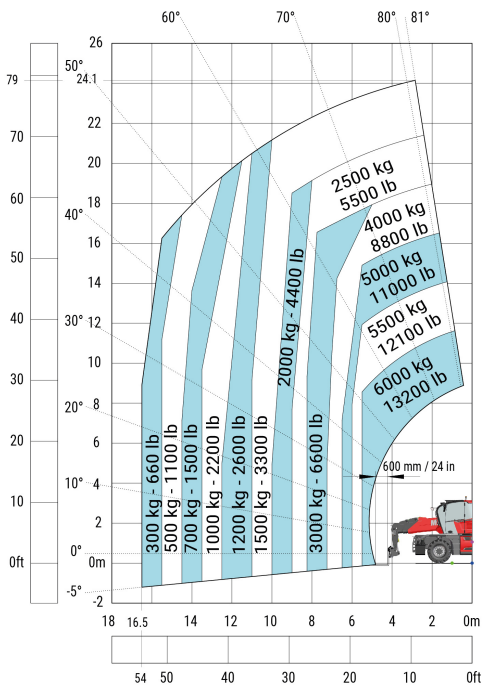 60°
70°
80°
81°
26
50°
79
24.1
22
70
20
60
18
40°
16
50
14
40
30°
12
10
30
20°
8
20
6
10°
4
10
2
0°
0ft
0m
-5°
-2
2500 kg
5500 lb
4000 kg
8800 lb
5000 kg
11000 lb
5500 kg
12100 lb
6000 kg
13200 lb
300 kg - 660 lb
500 kg - 1100 lb
700 kg - 1500 lb
1000 kg - 2200 lb
1200 kg - 2600 lb
1500 kg - 3300 lb
2000 kg - 4400 lb
3000 kg - 6600 lb
600 mm / 24 in
M
18 16.5 14 12 10 8 6 4 2 0m
54 50 40 30 20 10 0ft